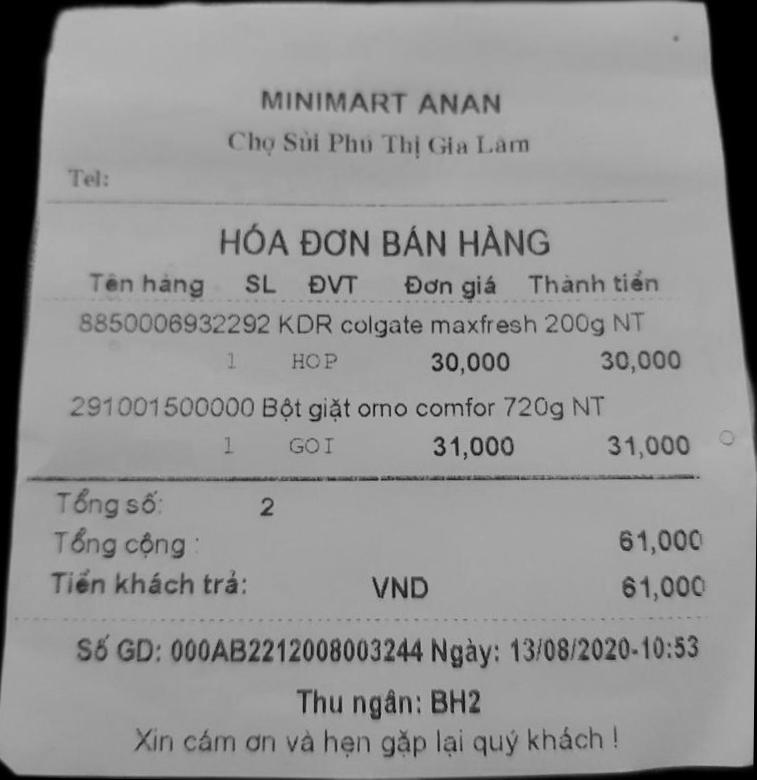 MINIMART ANAN
Chợ Sủi Phú Thị Gia Lâm
Tel:
HÓA ĐƠN BÁN HÀNG
Tên hàng SL ĐVT Đơn giá Thành tiền
8850006932292 KDR colgate maxfresh 200g NT
1 HOP 30,000 30,000
291001500000 Bột giặt omo comfor 720g NT
1 GOI 31,000 31,000
Tổng số: 2
Tổng cộng : 61,000
Tiền khách trả: VND 61,000
Số GD: 000AB2212008003244 Ngày: 13/08/2020-10:53
Thu ngân: BH2
Xin cám ơn và hẹn gặp lại quý khách !